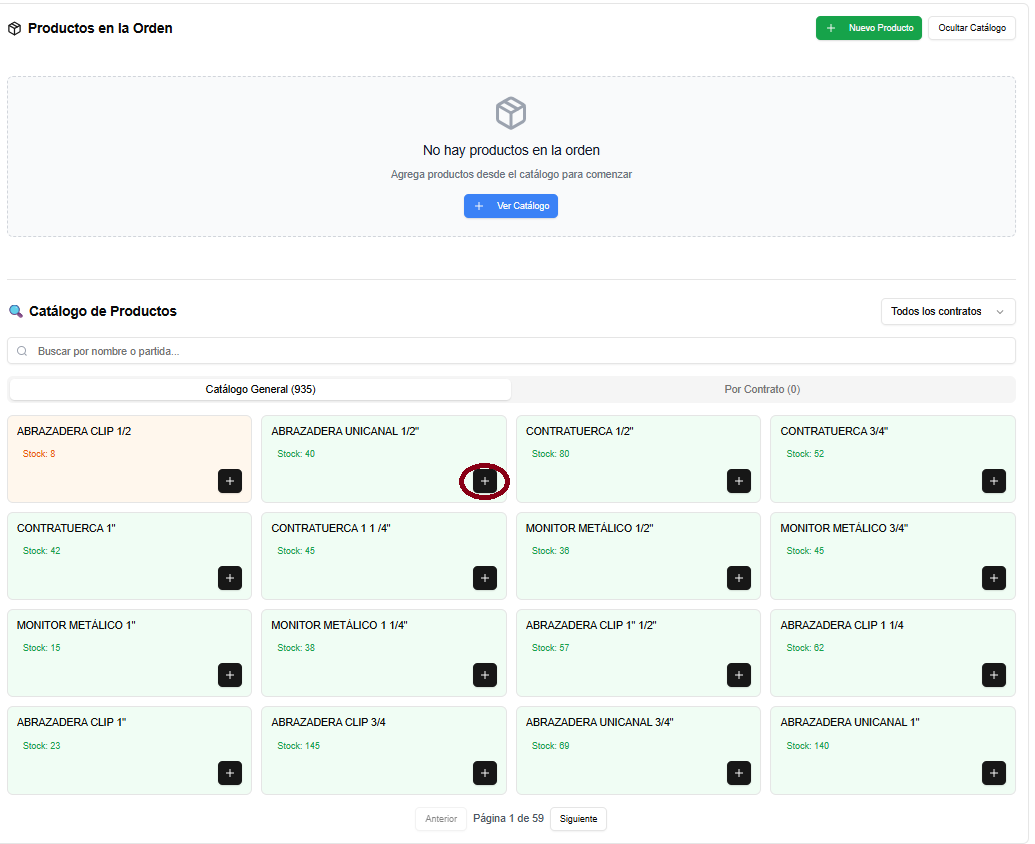 Productos en la Orden
+ Nuevo Producto
Ocultar Catálogo
No hay productos en la orden
Agrega productos desde el catálogo para comenzar
+ Ver Catálogo
Catálogo de Productos
Todos los contratos
Buscar por nombre o partida...
Catálogo General (935)
Por Contrato (0)
ABRAZADERA CLIP 1/2
Stock: 8
+
ABRAZADERA UNICANAL 1/2"
Stock: 40
+
CONTRATUERCA 1/2"
Stock: 80
+
CONTRATUERCA 3/4"
Stock: 52
+
CONTRATUERCA 1"
Stock: 42
+
CONTRATUERCA 1 1 /4"
Stock: 45
+
MONITOR METÁLICO 1/2"
Stock: 36
+
MONITOR METÁLICO 3/4"
Stock: 45
+
MONITOR METÁLICO 1"
Stock: 15
+
MONITOR METÁLICO 1 1/4"
Stock: 38
+
ABRAZADERA CLIP 1" 1/2"
Stock: 57
+
ABRAZADERA CLIP 1 1/4
Stock: 62
+
ABRAZADERA CLIP 1"
Stock: 23
+
ABRAZADERA CLIP 3/4
Stock: 145
+
ABRAZADERA UNICANAL 3/4"
Stock: 69
+
ABRAZADERA UNICANAL 1"
Stock: 140
+
Anterior
Página 1 de 59
Siguiente